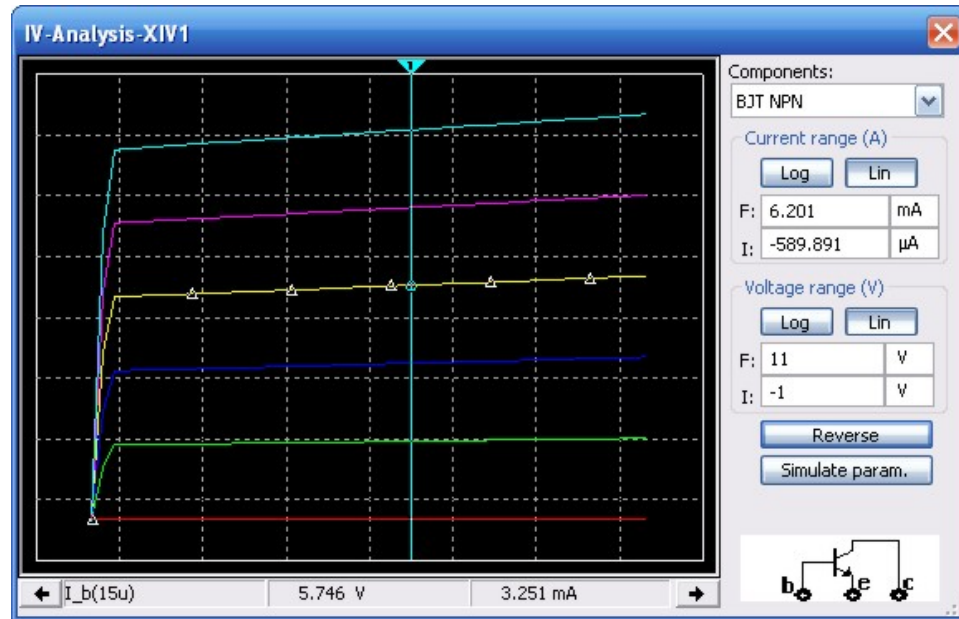 IV-Analysis-XIV1
1
Components:
BJT NPN
Current range (A)
Log Lin
F: 6.201 mA
I: -589.891 µA
Voltage range (V)
Log Lin
F: 11 V
I: -1 V
Reverse
Simulate param.
b e c
I_b(15u) 5.746 V 3.251 mA